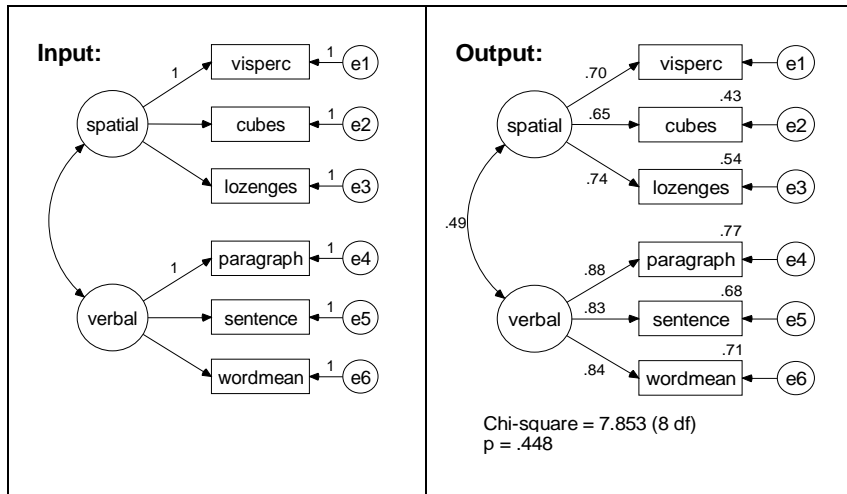 Input:
1
visperc
1
e1
spatial
cubes
1
e2
lozenges
1
e3
1
paragraph
1
e4
verbal
sentence
1
e5
wordmean
1
e6
Output:
.70
visperc
e1
.43
spatial
.65
cubes
e2
.54
.74
lozenges
e3
.49
.77
.88
paragraph
e4
.68
verbal
.83
sentence
e5
.71
.84
wordmean
e6
Chi-square = 7.853 (8 df)
p = .448